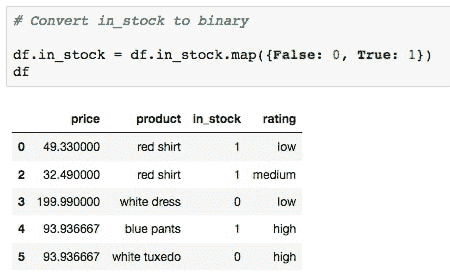 # Convert in_stock to binary
df.in_stock = df.in_stock.map({False: 0, True: 1})
df
price product in_stock rating
0 49.330000 red shirt 1 low
2 32.490000 red shirt 1 medium
3 199.990000 white dress 0 low
4 93.936667 blue pants 1 high
5 93.936667 white tuxedo 0 high